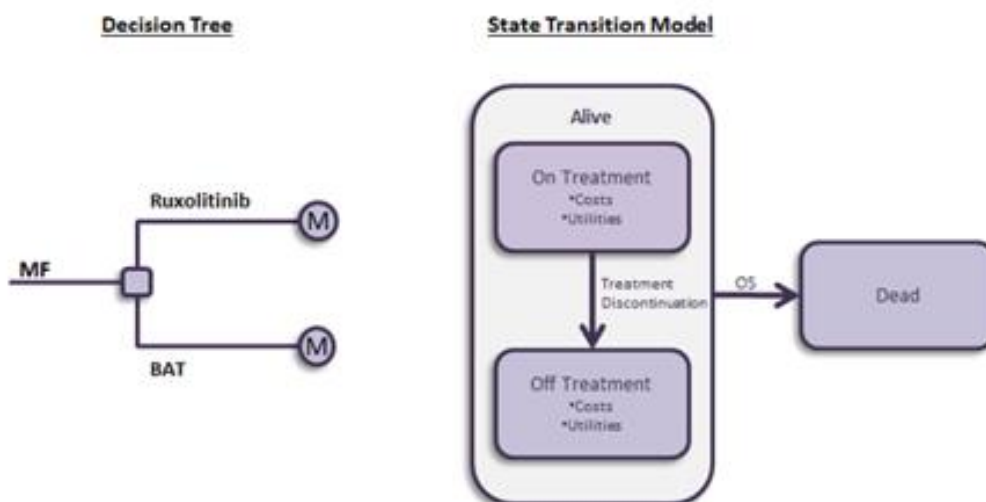 Decision Tree
State Transition Model
Alive
On Treatment
•Costs
•Utilities
Ruxolitinib
M
MF
Treatment
Discontinuation
OS
Dead
M
BAT
Off Treatment
•Costs
•Utilities